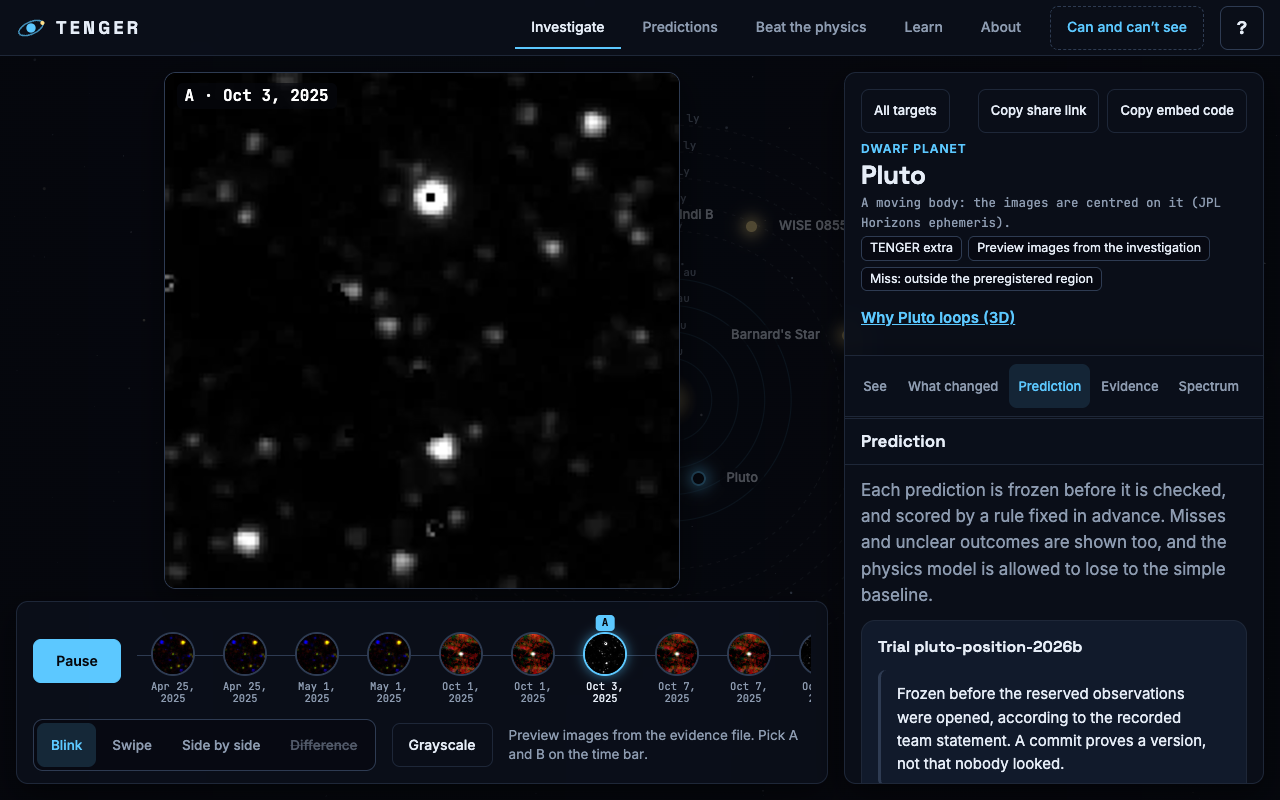 TENGER
Investigate
Predictions
Beat the physics
Learn
About
Can and can't see
?
A · Oct 3, 2025
ly
ly
ly
y
ndi B
WISE 0855
au
au
u
u
Barnard's Star
Pluto
Pause
A
Apr 25, 2025
Apr 25, 2025
May 1, 2025
May 1, 2025
Oct 1, 2025
Oct 1, 2025
Oct 3, 2025
Oct 7, 2025
Oct 7, 2025
Blink
Swipe
Side by side
Difference
Grayscale
Preview images from the evidence file. Pick A
and B on the time bar.
All targets
Copy share link
Copy embed code
DWARF PLANET
Pluto
A moving body: the images are centred on it (JPL
Horizons ephemeris).
TENGER extra
Preview images from the investigation
Miss: outside the preregistered region
Why Pluto loops (3D)
See
What changed
Prediction
Evidence
Spectrum
Prediction
Each prediction is frozen before it is checked,
and scored by a rule fixed in advance. Misses
and unclear outcomes are shown too, and the
physics model is allowed to lose to the simple
baseline.
Trial pluto-position-2026b
Frozen before the reserved observations
were opened, according to the recorded
team statement. A commit proves a version,
not that nobody looked.